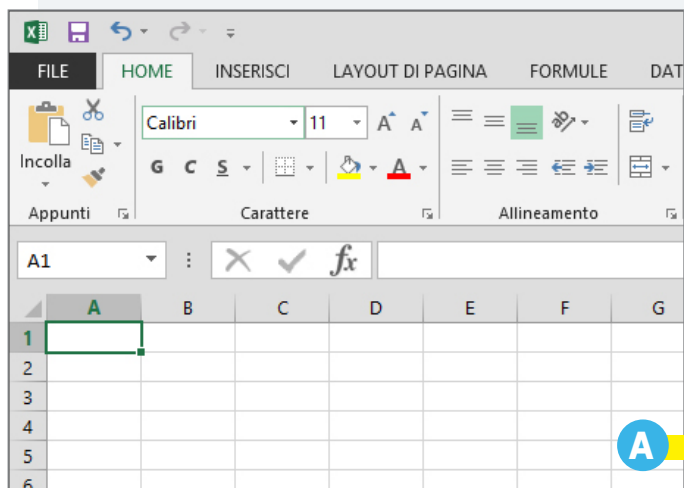 FILE HOME INSERISCI LAYOUT DI PAGINA FORMULE DAT
Calibri 11 A A
Incolla G C S A
Appunti Carattere Allineamento
A1 fx
A B C D E F G
1
2
3
4
5
6
A